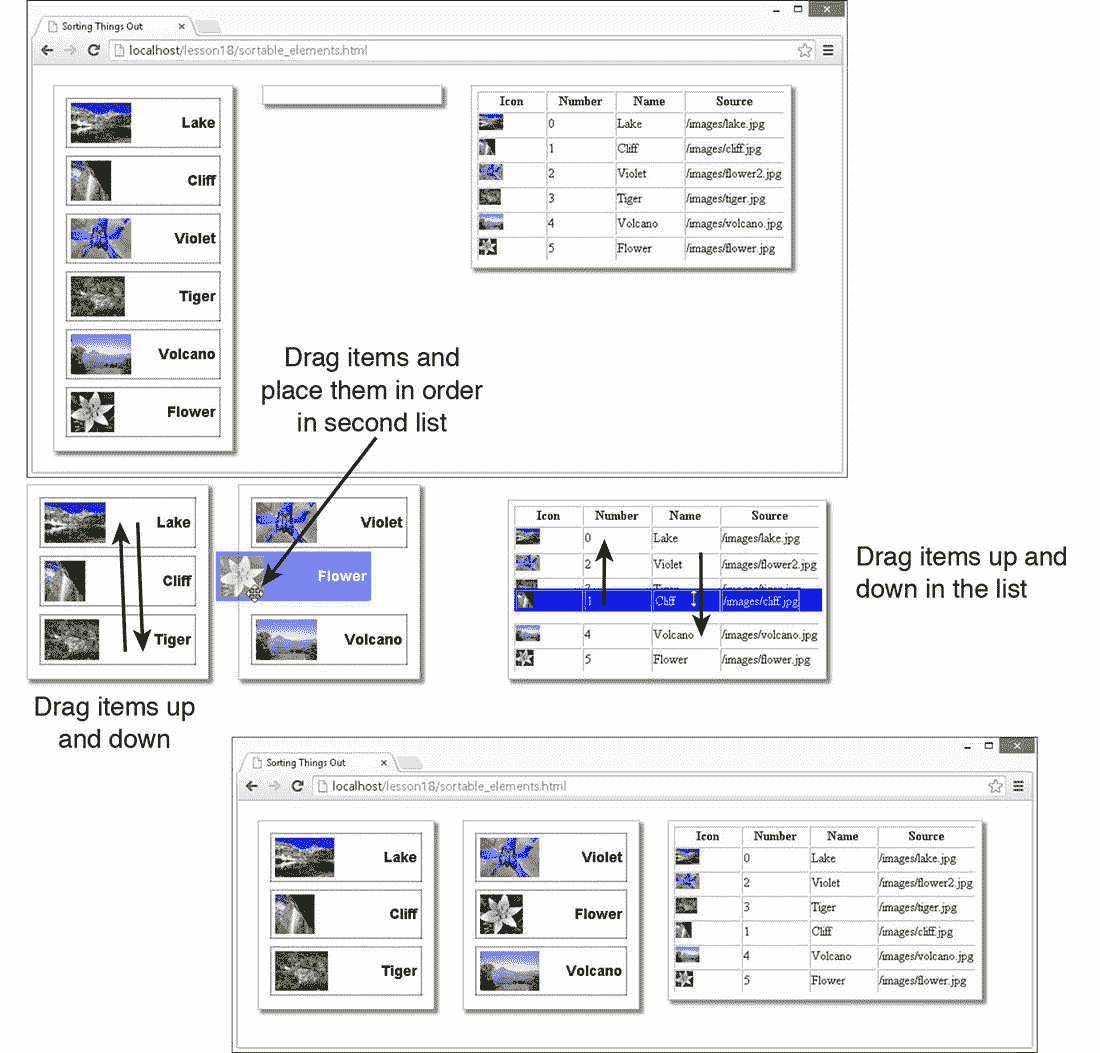 Sorting Things Out
localhost/lesson18/sortable_elements.html
Lake
Cliff
Violet
Tiger
Volcano
Flower
Icon Number Name Source
0 Lake /images/lake.jpg
1 Cliff /images/cliff.jpg
2 Violet /images/flower2.jpg
3 Tiger /images/tiger.jpg
4 Volcano /images/volcano.jpg
5 Flower /images/flower.jpg
Drag items and
place them in order
in second list
Lake
Cliff
Tiger
Violet
Flower
Volcano
Drag items up
and down
Icon Number Name Source
0 Lake /images/lake.jpg
2 Violet /images/flower2.jpg
3 Tiger /images/tiger.jpg
1 Cliff /images/cliff.jpg
4 Volcano /images/volcano.jpg
5 Flower /images/flower.jpg
Drag items up and
down in the list
Sorting Things Out
localhost/lesson18/sortable_elements.html
Lake
Cliff
Tiger
Violet
Flower
Volcano
Icon Number Name Source
0 Lake /images/lake.jpg
2 Violet /images/flower2.jpg
3 Tiger /images/tiger.jpg
1 Cliff /images/cliff.jpg
4 Volcano /images/volcano.jpg
5 Flower /images/flower.jpg